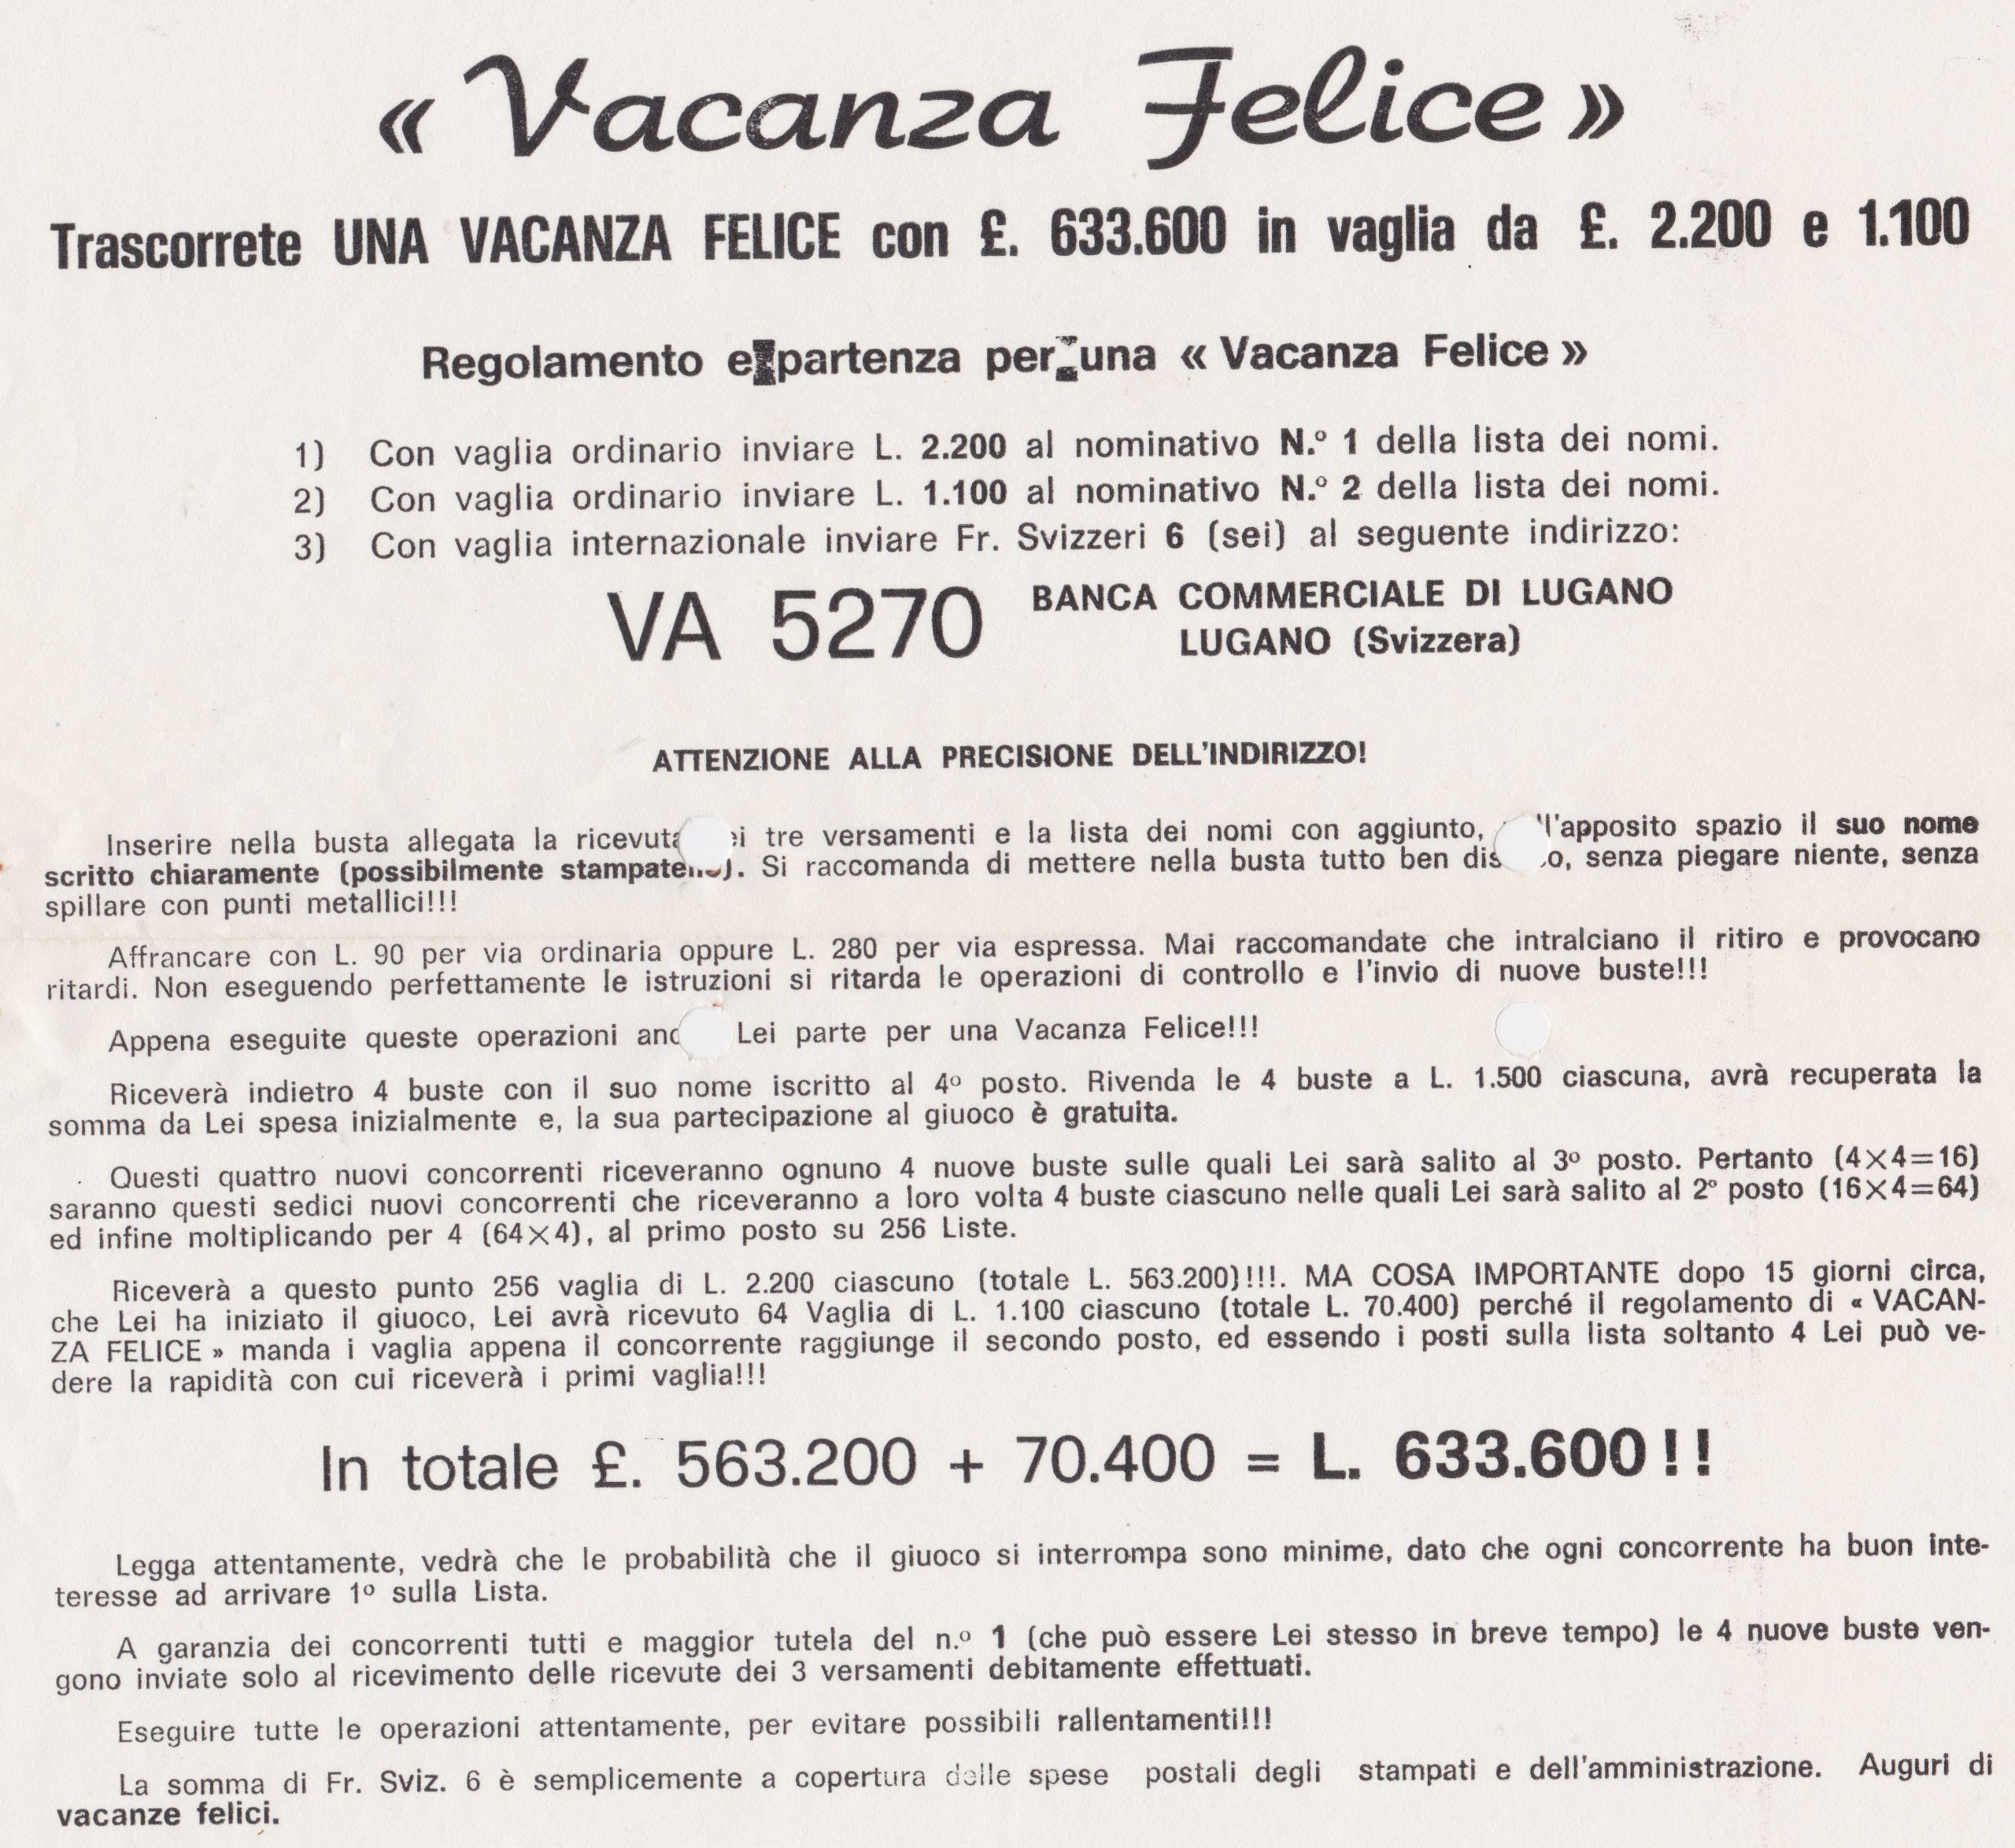 « Vacanza Felice »
Trascorrete UNA VACANZA FELICE con £. 633.600 in vaglia da £. 2.200 e 1.100
Regolamento e partenza per una « Vacanza Felice »
1) Con vaglia ordinario inviare L. 2.200 al nominativo N.º 1 della lista dei nomi.
2) Con vaglia ordinario inviare L. 1.100 al nominativo N.º 2 della lista dei nomi.
3) Con vaglia internazionale inviare Fr. Svizzeri 6 (sei) al seguente indirizzo:
VA 5270 BANCA COMMERCIALE DI LUGANO
LUGANO (Svizzera)
ATTENZIONE ALLA PRECISIONE DELL'INDIRIZZO!
Inserire nella busta allegata la ricevuta ei tre versamenti e la lista dei nomi con aggiunto, ll'apposito spazio il suo nome
scritto chiaramente (possibilmente stampatello). Si raccomanda di mettere nella busta tutto ben dis o, senza piegare niente, senza
spillare con punti metallici!!!
Affrancare con L. 90 per via ordinaria oppure L. 280 per via espressa. Mai raccomandate che intralciano il ritiro e provocano
ritardi. Non eseguendo perfettamente le istruzioni si ritarda le operazioni di controllo e l'invio di nuove buste!!!
Appena eseguite queste operazioni anc Lei parte per una Vacanza Felice!!!
Riceverà indietro 4 buste con il suo nome iscritto al 4º posto. Rivenda le 4 buste a L. 1.500 ciascuna, avrà recuperata la
somma da Lei spesa inizialmente e, la sua partecipazione al giuoco è gratuita.
Questi quattro nuovi concorrenti riceveranno ognuno 4 nuove buste sulle quali Lei sarà salito al 3º posto. Pertanto (4×4=16)
saranno questi sedici nuovi concorrenti che riceveranno a loro volta 4 buste ciascuno nelle quali Lei sarà salito al 2º posto (16×4=64)
ed infine moltiplicando per 4 (64×4), al primo posto su 256 Liste.
Riceverà a questo punto 256 vaglia di L. 2.200 ciascuno (totale L. 563.200)!!!. MA COSA IMPORTANTE dopo 15 giorni circa,
che Lei ha iniziato il giuoco, Lei avrà ricevuto 64 Vaglia di L. 1.100 ciascuno (totale L. 70.400) perché il regolamento di « VACAN-
ZA FELICE » manda i vaglia appena il concorrente raggiunge il secondo posto, ed essendo i posti sulla lista soltanto 4 Lei può ve-
dere la rapidità con cui riceverà i primi vaglia!!!
In totale £. 563.200 + 70.400 = L. 633.600!!
Legga attentamente, vedrà che le probabilità che il giuoco si interrompa sono minime, dato che ogni concorrente ha buon inte-
teresse ad arrivare 1º sulla Lista.
A garanzia dei concorrenti tutti e maggior tutela del n.º 1 (che può essere Lei stesso in breve tempo) le 4 nuove buste ven-
gono inviate solo al ricevimento delle ricevute dei 3 versamenti debitamente effettuati.
Eseguire tutte le operazioni attentamente, per evitare possibili rallentamenti!!!
La somma di Fr. Sviz. 6 è semplicemente a copertura delle spese postali degli stampati e dell'amministrazione. Auguri di
vacanze felici.